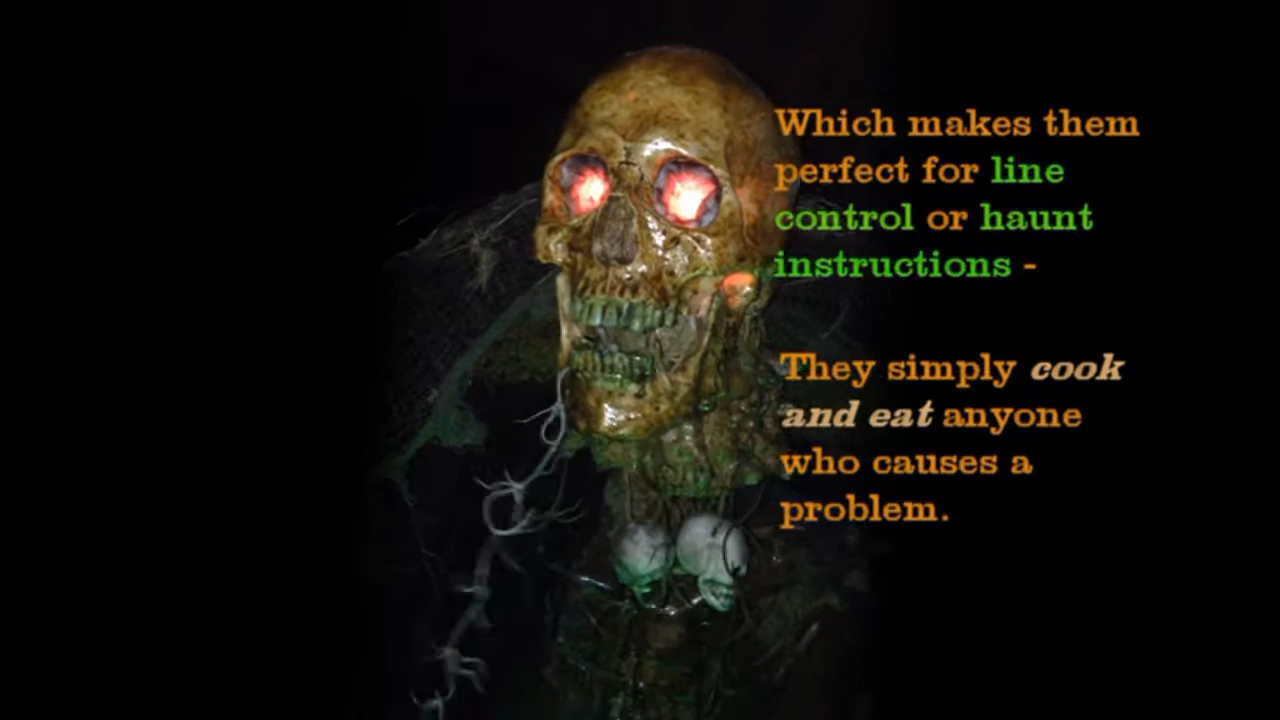 Which makes them
perfect for line
control or haunt
instructions -
They simply cook
and eat anyone
who causes a
problem.